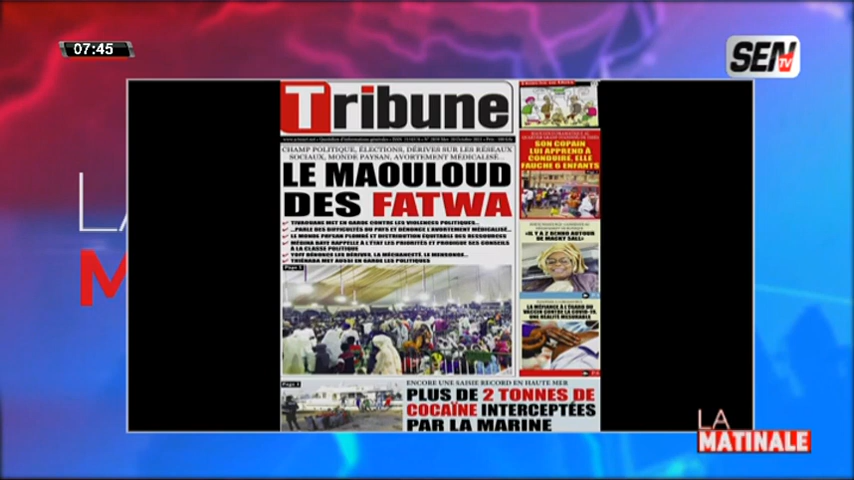 07:45
SEN TV
LA
M
Tribune
CHAMP POLITIQUE, ÉLECTIONS, DÉRIVES SUR LES RÉSEAUX
SOCIAUX, MONDE PAYSAN, AVORTEMENT MÉDICALISÉ...
LE MAOULOUD
DES FATWA
TIVAOUANE MET EN GARDE CONTRE LES VIOLENCES POLITIQUES...
...PARLE DES DIFFICULTÉS DU PAYS ET DÉNONCE L'AVORTEMENT MÉDICALISÉ...
LE MONDE PAYSAN PLOMBÉ ET DISTRIBUTION ÉQUITABLE DES RESSOURCES
MÉDINA BAYE RAPPELLE À L'ÉTAT LES PRIORITÉS ET PRODIGUE SES CONSEILS
À LA CLASSE POLITIQUE
YOFF DÉNONCE LES DÉRIVES, LA MÉCHANCETÉ, LE MENSONGE...
THIÉNABA MET AUSSI EN GARDE LES POLITIQUES
SON COPAIN
LUI APPREND À
CONDUIRE, ELLE
FAUCHE 6 ENFANTS
AUTOUR
DE MACKY SALL»
LA MÉFIANCE À L'ÉGARD DU
VACCIN CONTRE LA COVID-19,
UNE RÉALITÉ MESURABLE
ENCORE UNE SAISIE RECORD EN HAUTE MER
PLUS DE 2 TONNES DE
COCAÏNE INTERCEPTÉES
PAR LA MARINE
LA
MATINALE